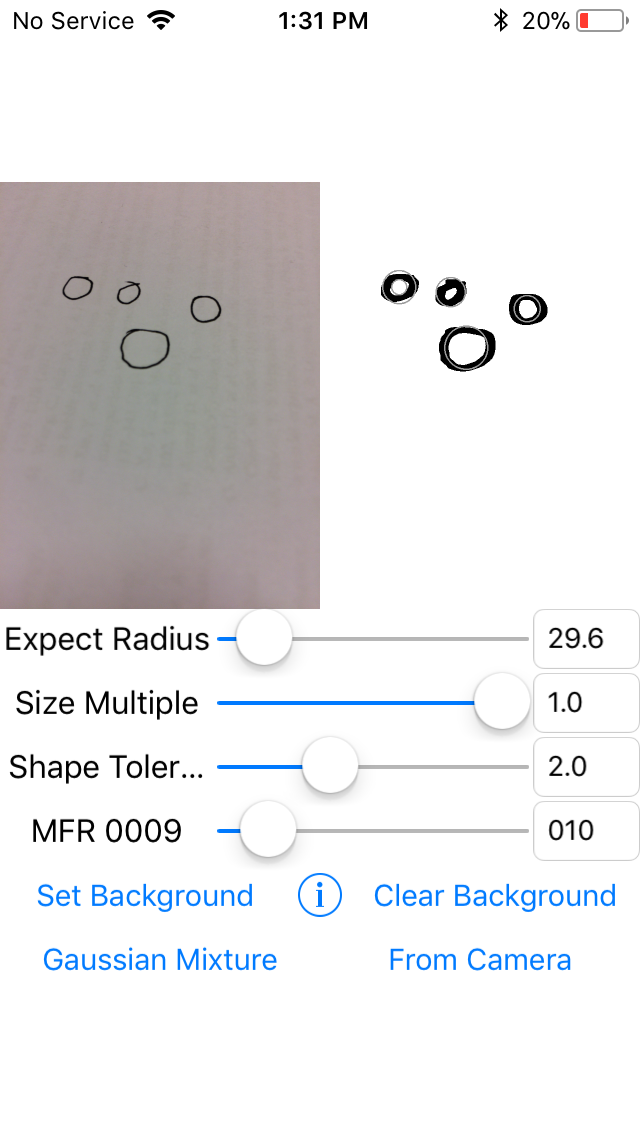 No Service 1:31 PM 20%
Expect Radius 29.6
Size Multiple 1.0
Shape Toler... 2.0
MFR 0009 010
Set Background i Clear Background
Gaussian Mixture From Camera